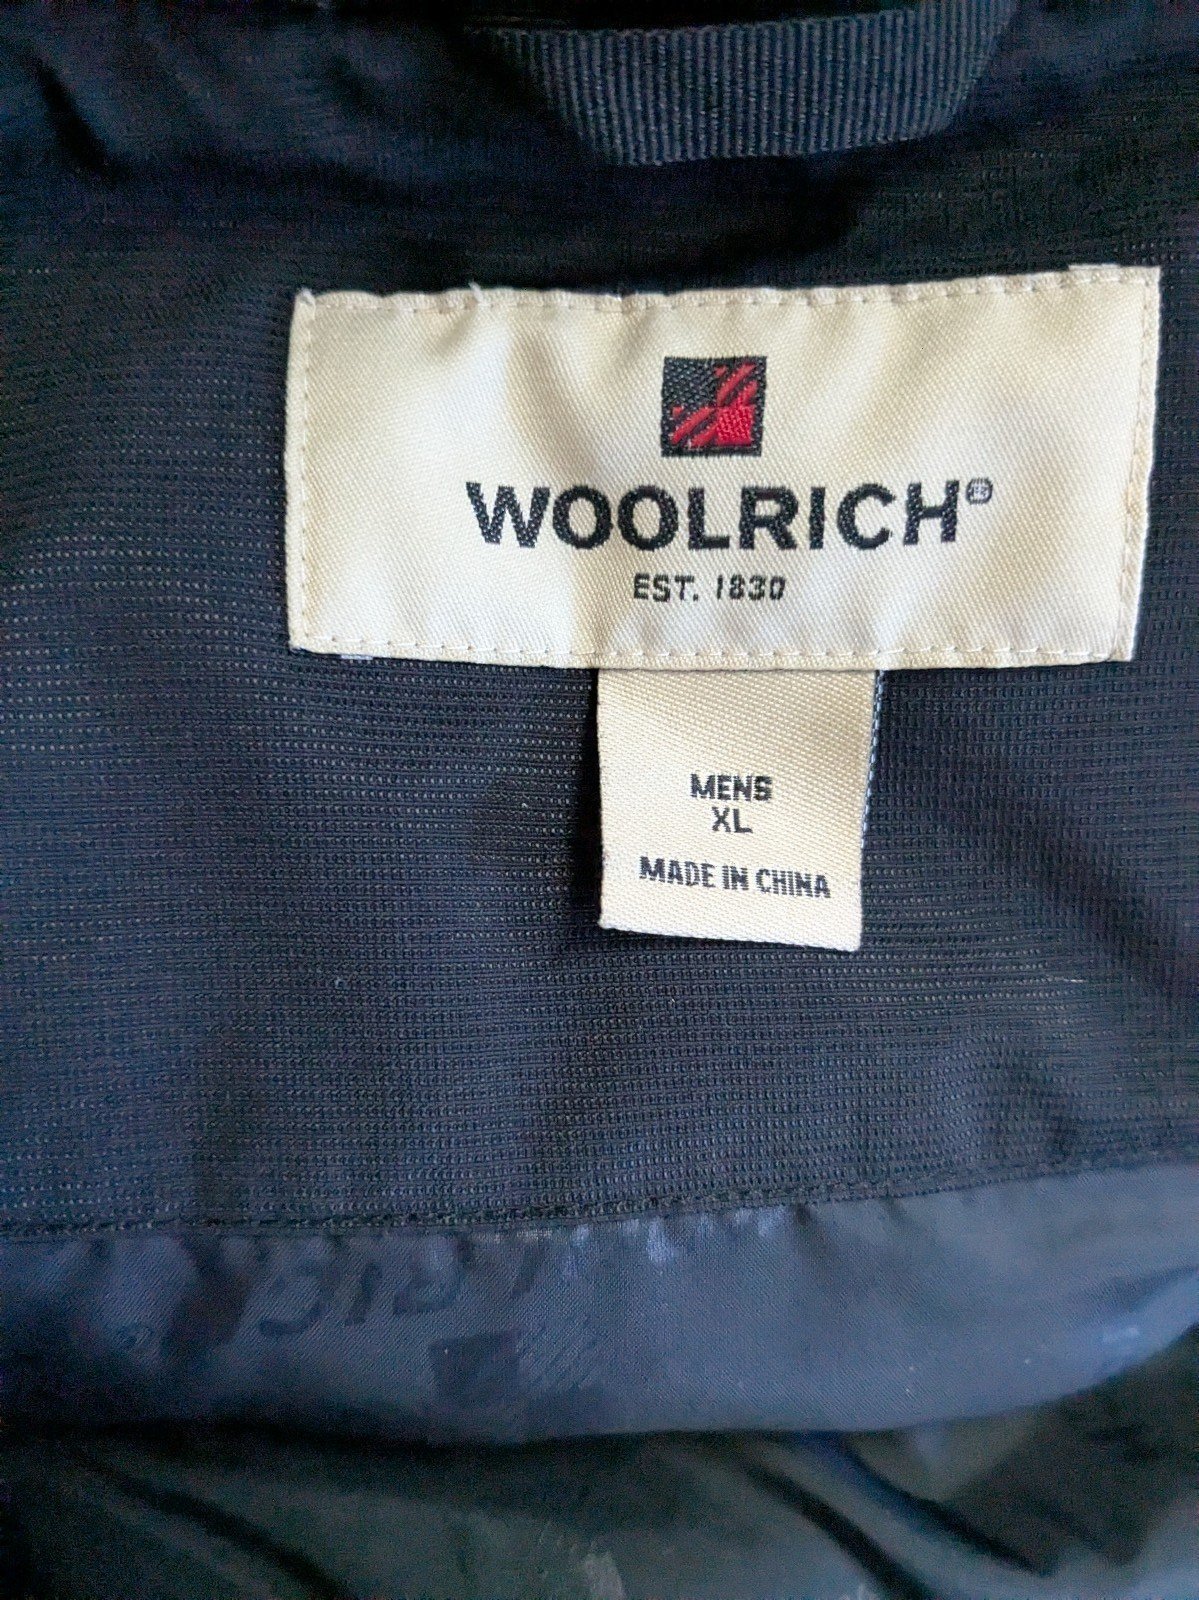 WOOLRICH®
EST. 1830
MENS
XL
MADE IN CHINA